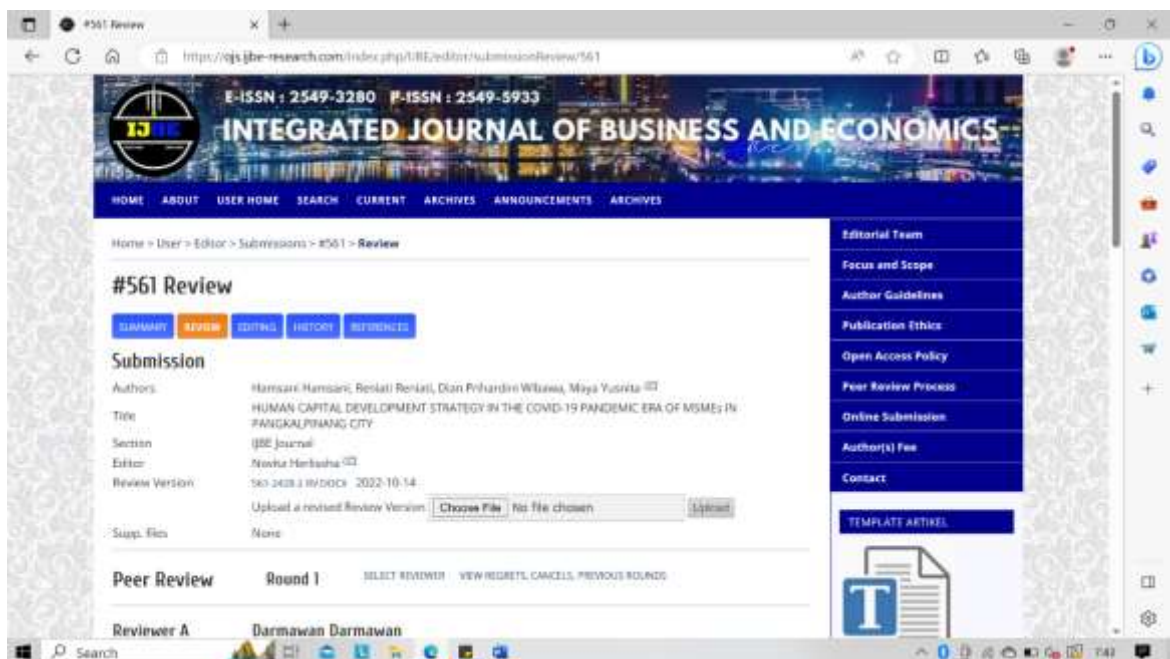 #561 Review
https://ojs.ijbe-research.com/index.php/IJBE/editor/submissionReview/561
E-ISSN : 2549-3280 P-ISSN : 2549-5933
IJBE
INTEGRATED JOURNAL OF BUSINESS AND ECONOMICS
HOME ABOUT USER HOME SEARCH CURRENT ARCHIVES ANNOUNCEMENTS ARCHIVES
Home > User > Editor > Submissions > #561 > Review
#561 Review
SUMMARY REVIEW EDITING HISTORY REFERENCES
Submission
Authors Hamsani Hamsani, Reniati Reniati, Dian Prihardini Wibawa, Maya Yusnita
Title HUMAN CAPITAL DEVELOPMENT STRATEGY IN THE COVID-19 PANDEMIC ERA OF MSMEs IN
PANGKALPINANG CITY
Section IJBE Journal
Editor Novita Herlissha
Review Version 2022-10-14
Upload a revised Review Version Choose File No file chosen Upload
Supp. files None
Peer Review Round 1 SELECT REVIEWER VIEW REGRETS, CANCELS, PREVIOUS ROUNDS
Reviewer A Darmawan Darmawan
Editorial Team
Focus and Scope
Author Guidelines
Publication Ethics
Open Access Policy
Peer Review Process
Online Submission
Author(s) Fee
Contact
TEMPLATE ARTIKEL
T
Search
7:42